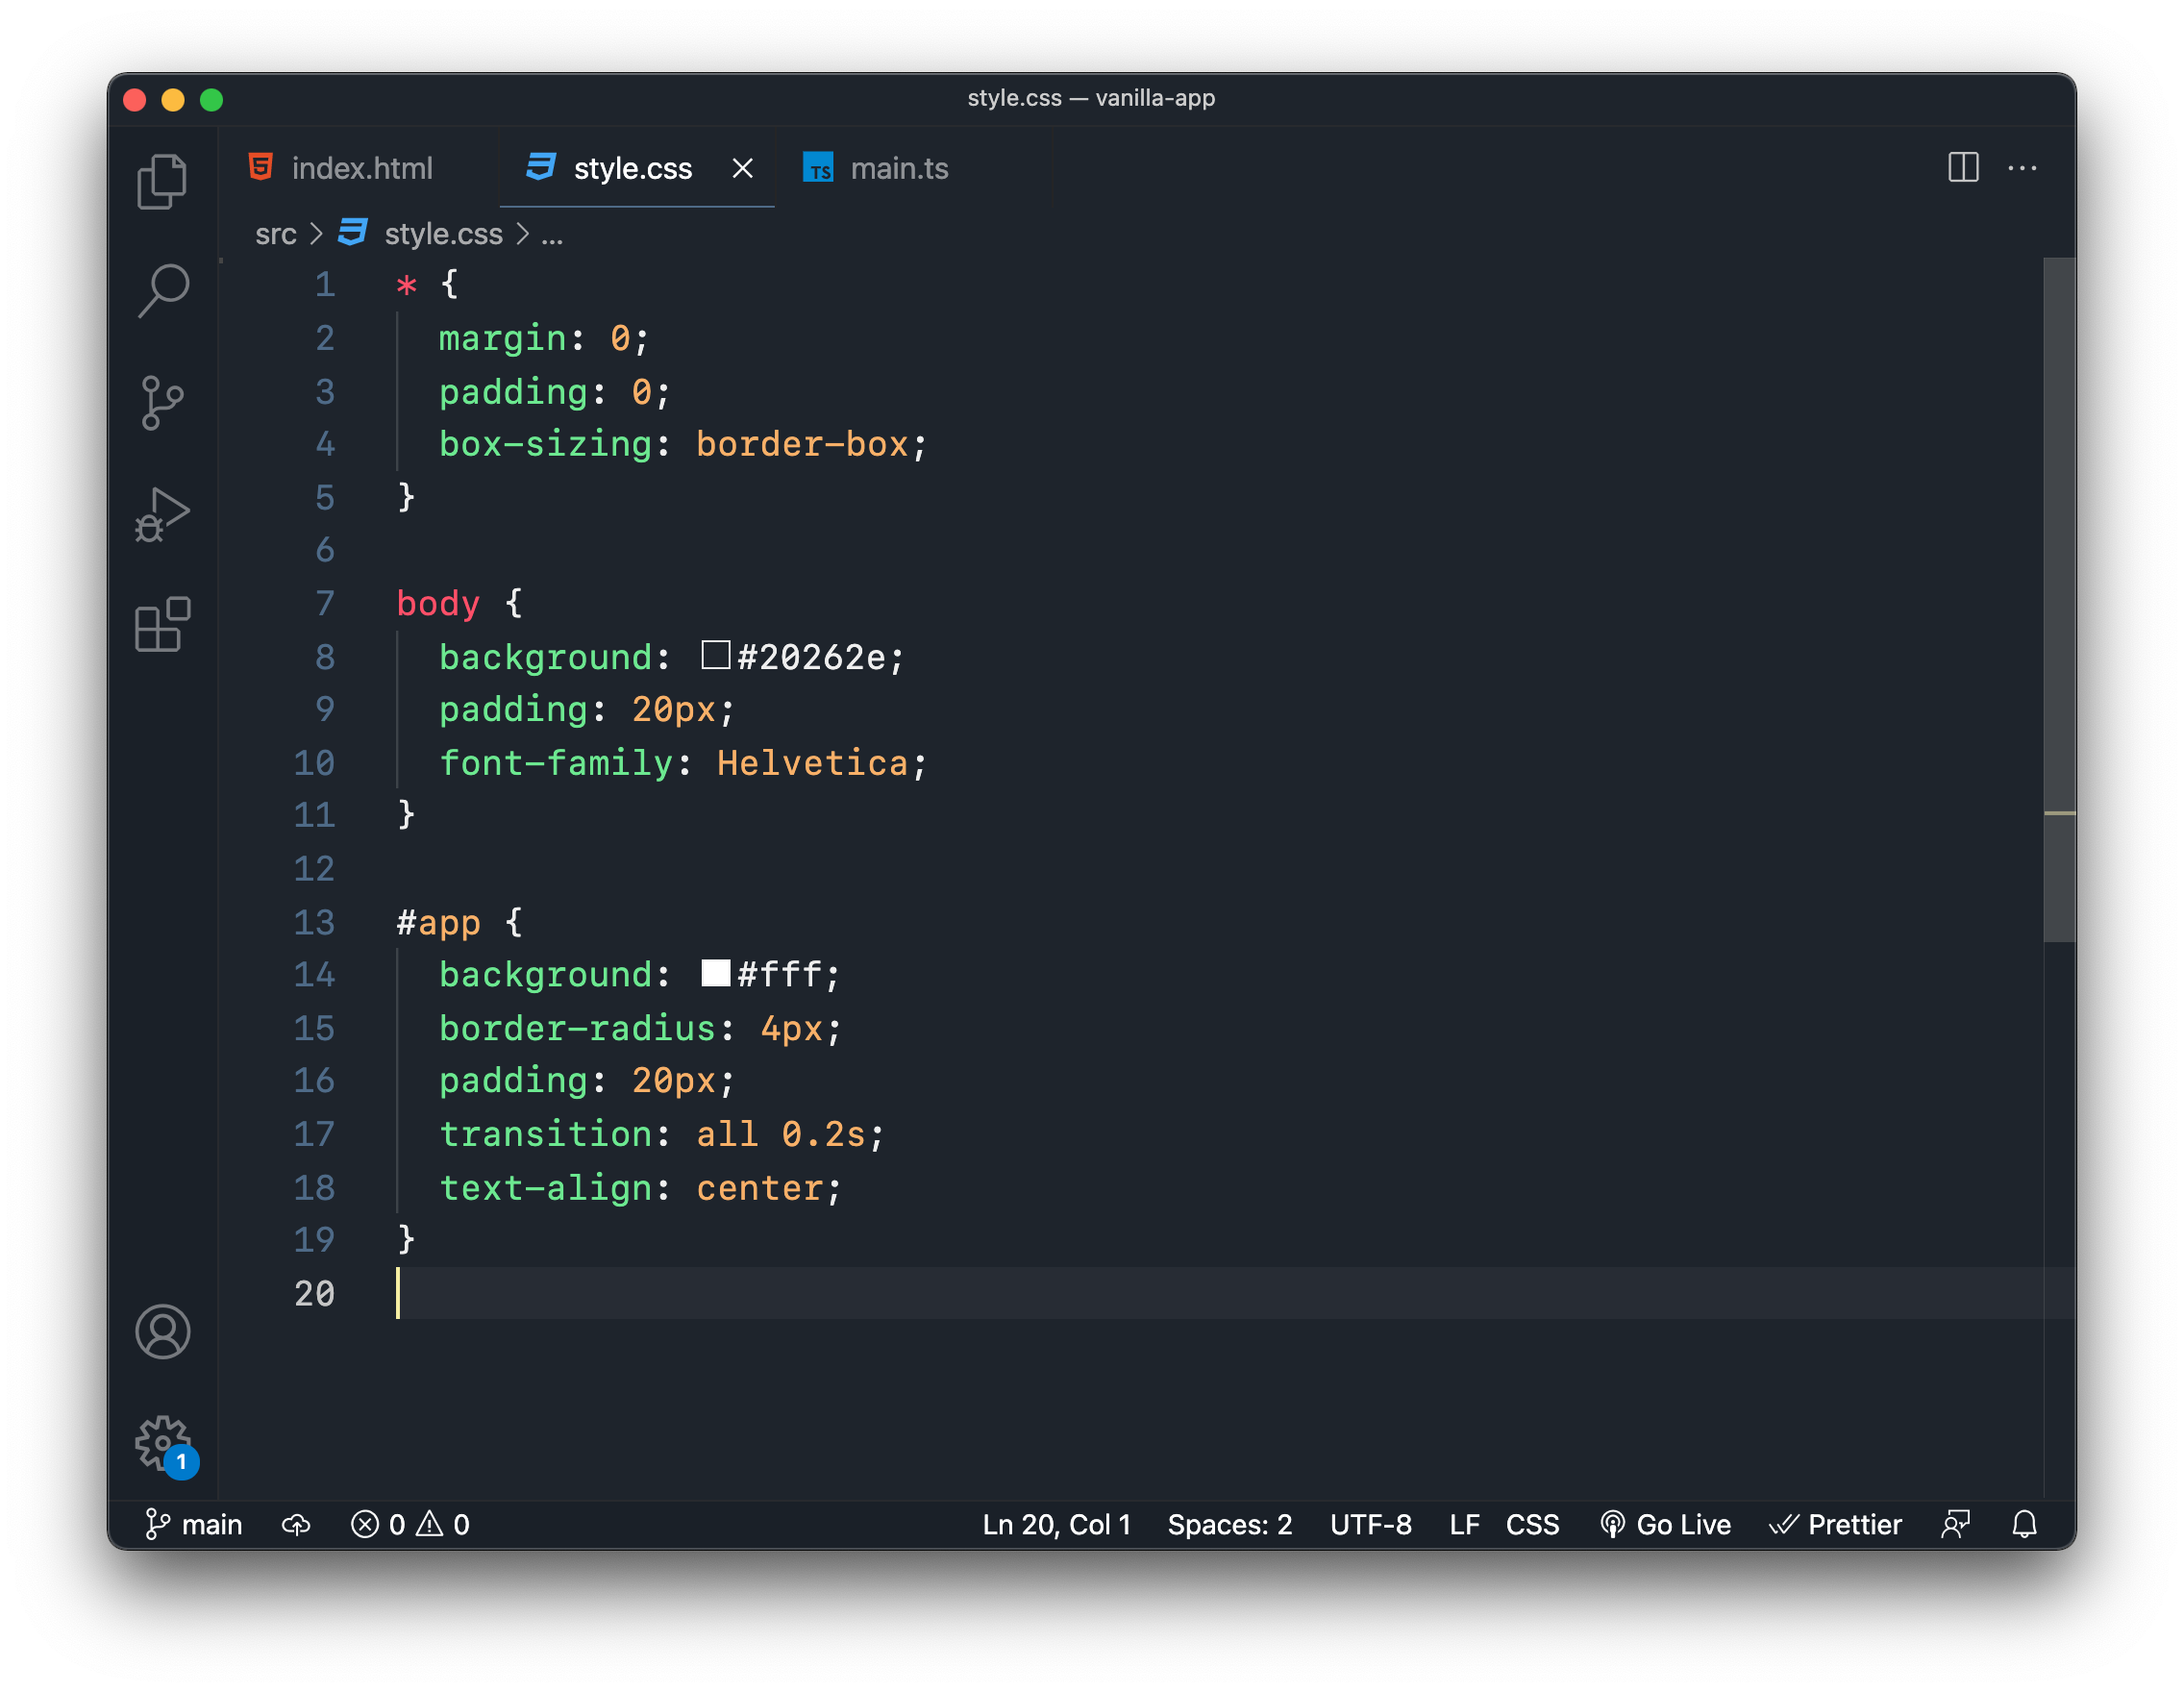 style.css — vanilla-app
index.html style.css main.ts
src > style.css > ...
1 * {
2   margin: 0;
3   padding: 0;
4   box-sizing: border-box;
5 }
6
7 body {
8   background: #20262e;
9   padding: 20px;
10   font-family: Helvetica;
11 }
12
13 #app {
14   background: #fff;
15   border-radius: 4px;
16   padding: 20px;
17   transition: all 0.2s;
18   text-align: center;
19 }
20
1
main 0 0 Ln 20, Col 1 Spaces: 2 UTF-8 LF CSS Go Live Prettier